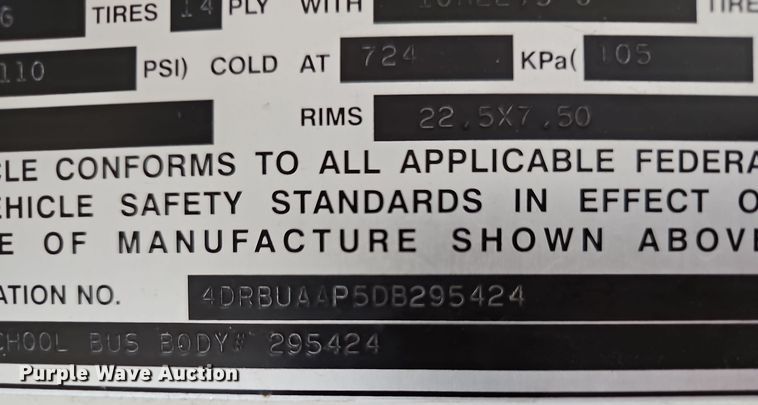 G TIRES 14 PLY WITH TIRE
110 PSI) COLD AT 724 KPa( 105
RIMS 22.5X7.50
CLE CONFORMS TO ALL APPLICABLE FEDERA
EHICLE SAFETY STANDARDS IN EFFECT O
E OF MANUFACTURE SHOWN ABOVE
ATION NO. 4DRBUAAP5DB295424
CHOOL BUS BODY# 295424
Purple Wave Auction